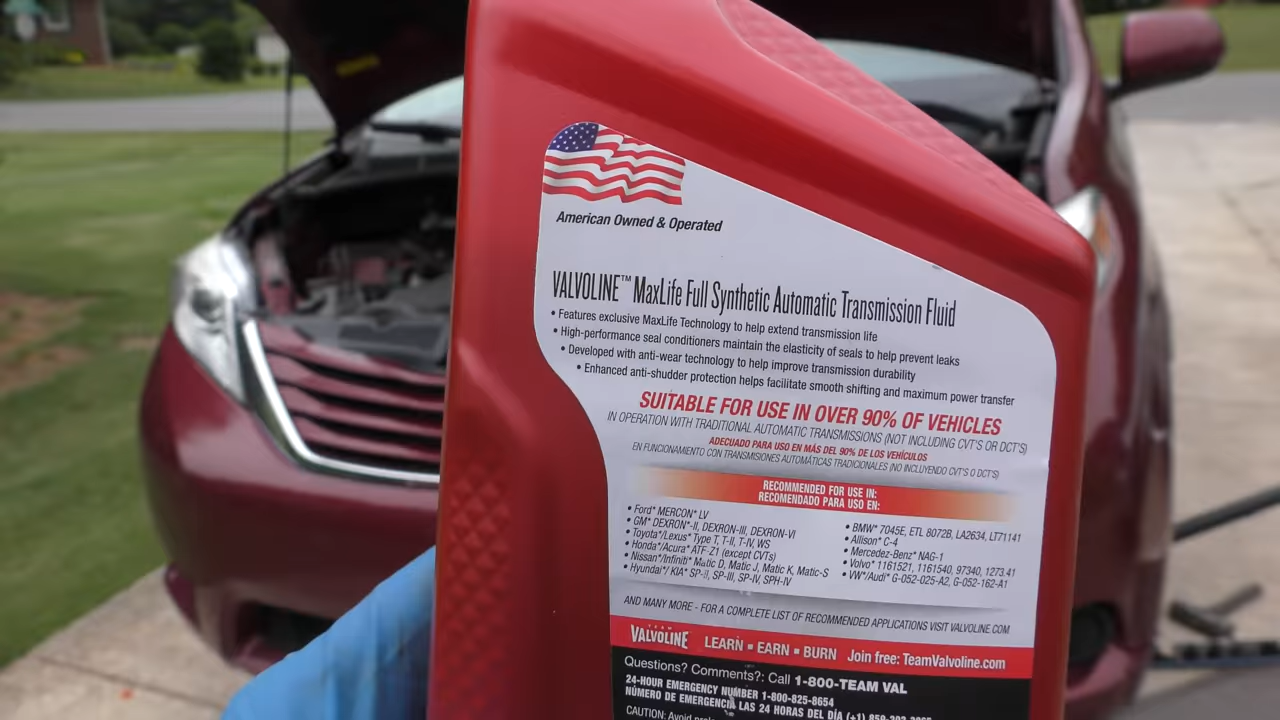 American Owned & Operated
VALVOLINE™ MaxLife Full Synthetic Automatic Transmission Fluid
• Features exclusive MaxLife Technology to help extend transmission life
• High-performance seal conditioners maintain the elasticity of seals to help prevent leaks
• Developed with anti-wear technology to help improve transmission durability
• Enhanced anti-shudder protection helps facilitate smooth shifting and maximum power transfer
SUITABLE FOR USE IN OVER 90% OF VEHICLES
IN OPERATION WITH TRADITIONAL AUTOMATIC TRANSMISSIONS (NOT INCLUDING CVT'S OR DCT'S)
ADECUADO PARA USO EN MÁS DEL 90% DE LOS VEHÍCULOS
EN FUNCIONAMIENTO CON TRANSMISIONES AUTOMÁTICAS TRADICIONALES (NO INCLUYENDO CVT'S O DCT'S)
RECOMMENDED FOR USE IN:
RECOMENDADO PARA USO EN:
• Ford* MERCON* LV
• GM* DEXRON*-II, DEXRON-III, DEXRON-VI
• Toyota*/Lexus* Type T, T-II, T-IV, WS
• Honda*/Acura* ATF-Z1 (except CVTs)
• Nissan*/Infiniti* Matic D, Matic J, Matic K, Matic-S
• Hyundai*/ KIA* SP-II, SP-III, SP-IV, SPH-IV
• BMW* 7045E, ETL 8072B, LA2634, LT71141
• Allison* C-4
• Mercedes-Benz* NAG-1
• Volvo* 1161521, 1161540, 97340, 1273.41
• VW*/Audi* G-052-025-A2, G-052-162-A1
AND MANY MORE - FOR A COMPLETE LIST OF RECOMMENDED APPLICATIONS VISIT VALVOLINE.COM
TEAM
VALVOLINE LEARN ▪ EARN ▪ BURN Join free: TeamValvoline.com
Questions? Comments?: Call 1-800-TEAM VAL
24-HOUR EMERGENCY NUMBER 1-800-825-8654
NÚMERO DE EMERGENCIA LAS 24 HORAS DEL DÍA (+1)
CAUTION: Avoid